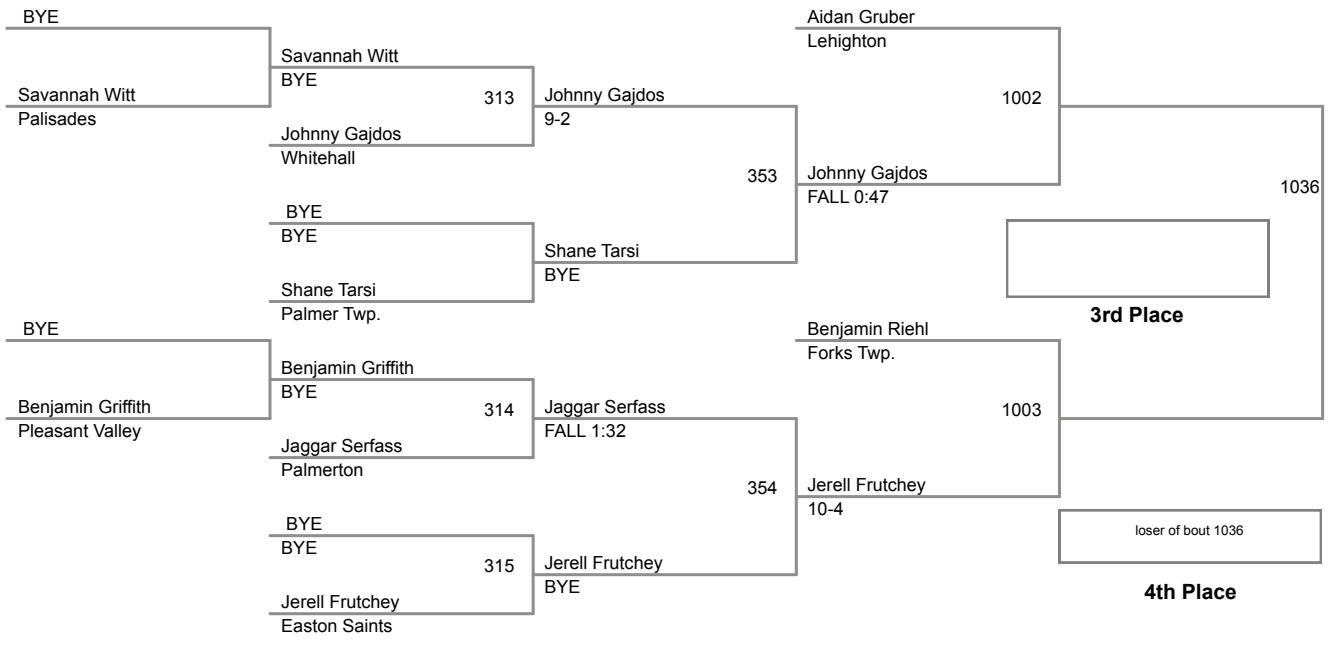 BYE
Aidan Gruber
Lehighton
Savannah Witt
BYE
Savannah Witt
Palisades
313
Johnny Gajdos
9-2
1002
Johnny Gajdos
Whitehall
353
Johnny Gajdos
FALL 0:47
1036
BYE
BYE
Shane Tarsi
BYE
Shane Tarsi
Palmer Twp.
3rd Place
BYE
Benjamin Riehl
Forks Twp.
Benjamin Griffith
BYE
Benjamin Griffith
Pleasant Valley
314
Jaggar Serfass
FALL 1:32
1003
Jaggar Serfass
Palmerton
354
Jerell Frutchey
10-4
BYE
BYE
loser of bout 1036
315
Jerell Frutchey
BYE
4th Place
Jerell Frutchey
Easton Saints